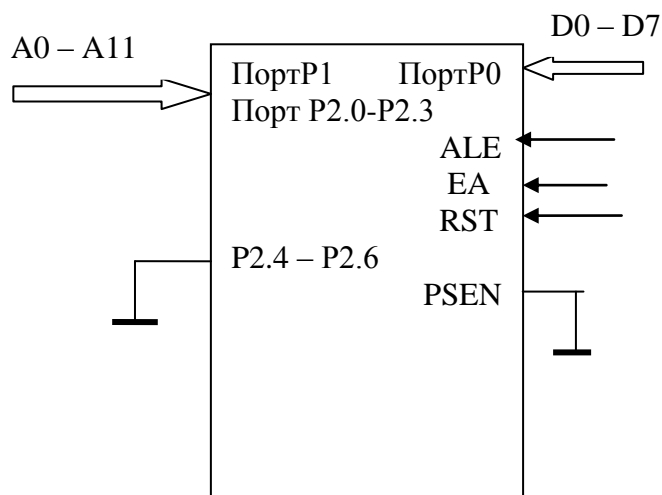 A0 – A11
D0 – D7
ПортP1 ПортP0
Порт P2.0-P2.3
ALE
EA
RST
P2.4 – P2.6
PSEN